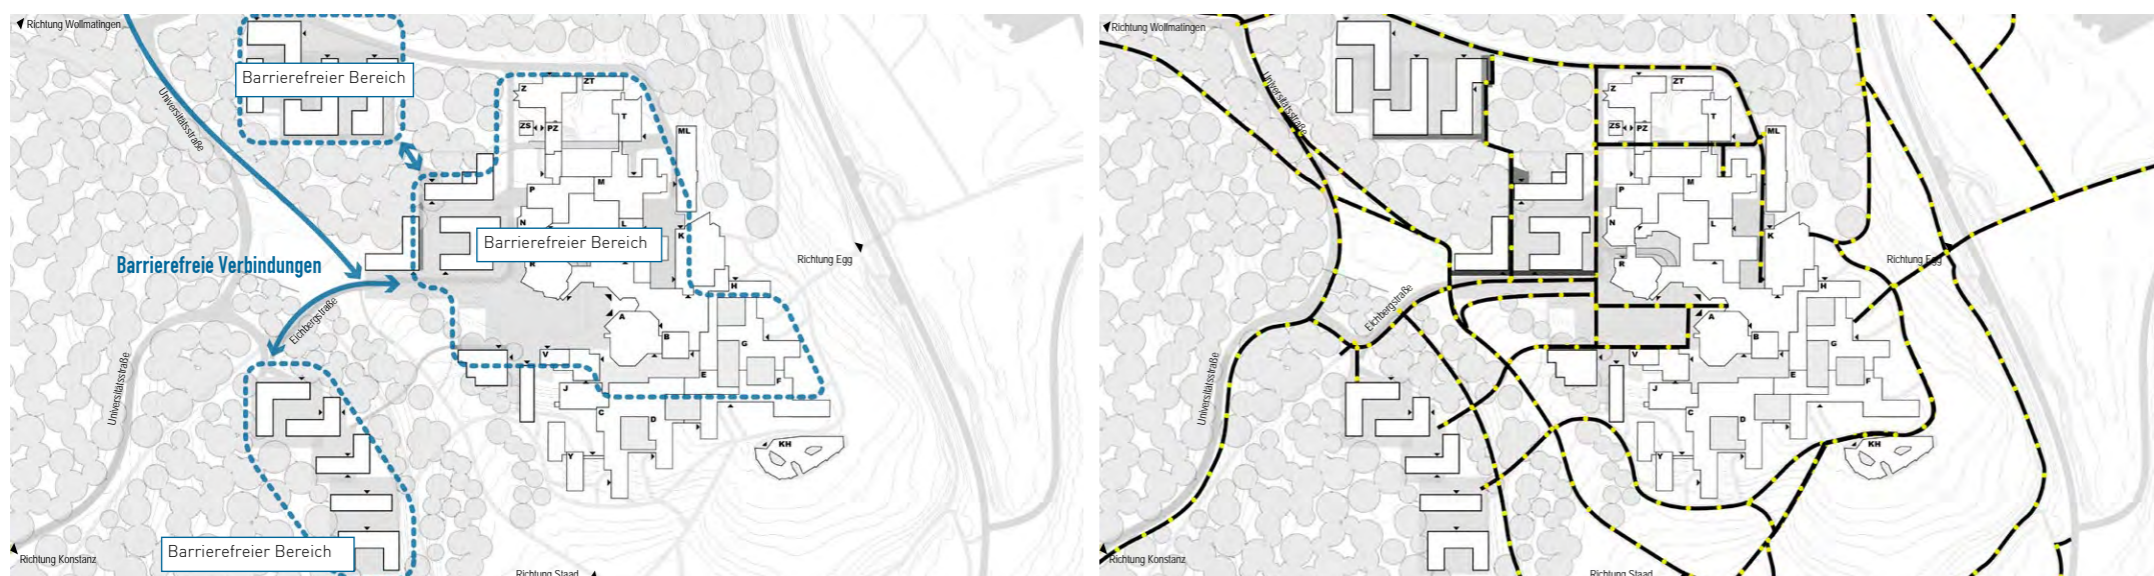 Richtung Wollmatingen
Barrierefreier Bereich
Universitätsstraße
Z
ZT
ZS
PZ
T
ML
P
M
N
L
Barrierefreier Bereich
K
R
Barrierefreie Verbindungen
Richtung Egg
H
Eichbergstraße
A
B
G
V
E
F
J
C
D
Universitätsstraße
KH
Y
Barrierefreier Bereich
Richtung Konstanz
Richtung Staad
Richtung Wollmatingen
Universitätsstraße
Z
ZT
ZS
PZ
T
ML
P
M
N
L
K
R
Richtung Egg
H
Eichbergstraße
A
B
G
V
E
F
J
C
D
Universitätsstraße
KH
Y
Richtung Konstanz
Richtung Staad